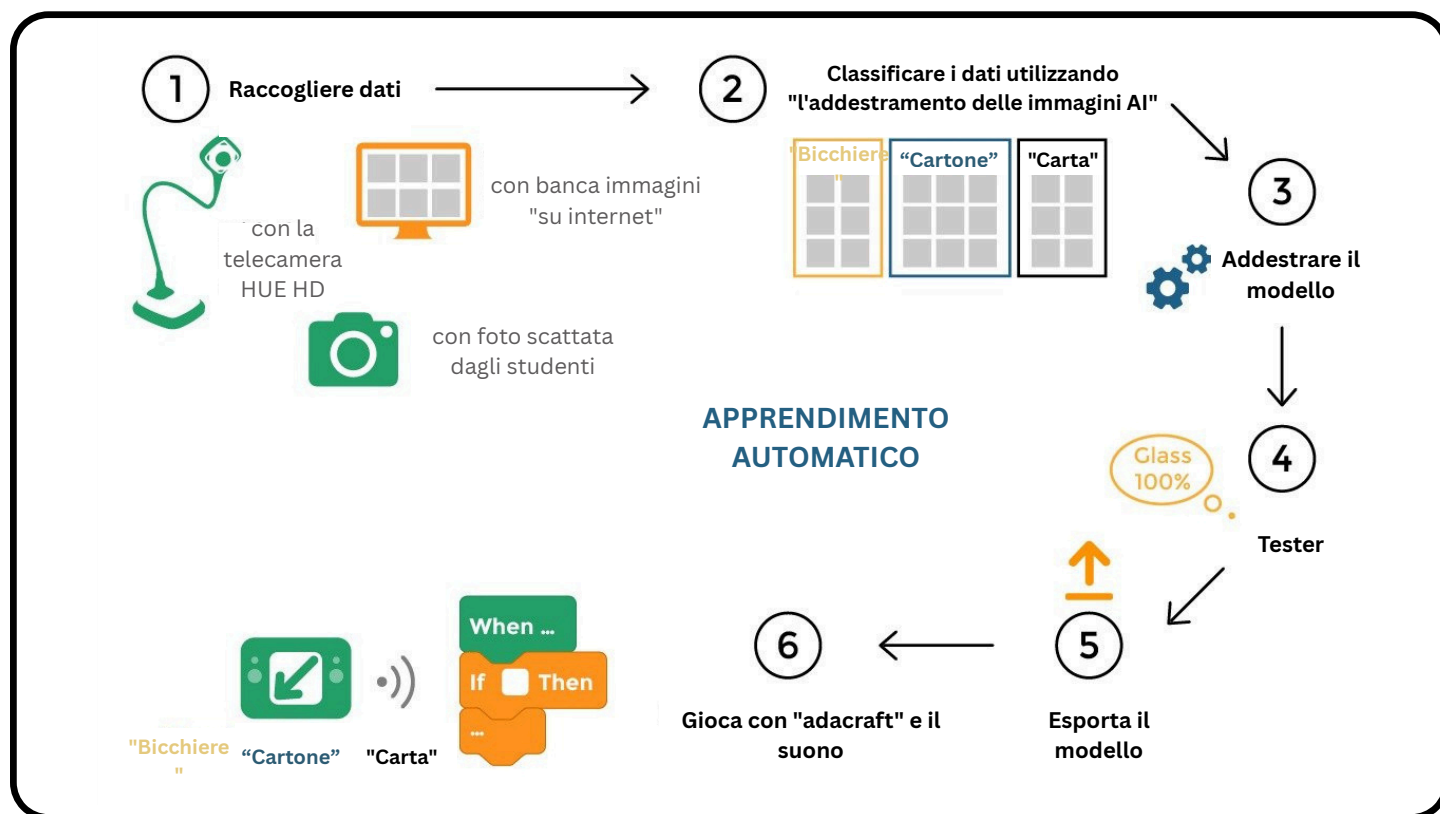 1
Raccogliere dati
con la
telecamera
HUE HD
con banca immagini
"su internet"
con foto scattata
dagli studenti
2
Classificare i dati utilizzando
"l'addestramento delle immagini AI"
"Bicchiere
"
“Cartone”
"Carta"
3
Addestrare il
modello
APPRENDIMENTO
AUTOMATICO
4
Glass
100%
Tester
5
Esporta il
modello
6
Gioca con "adacraft" e il
suono
When ...
If Then
...
"Bicchiere
"
“Cartone”
"Carta"